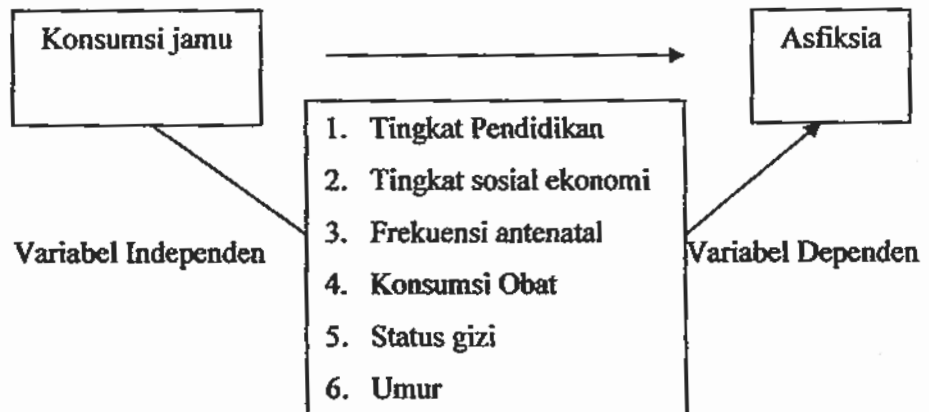 Konsumsi jamu
Asfiksia
1. Tingkat Pendidikan
2. Tingkat sosial ekonomi
3. Frekuensi antenatal
4. Konsumsi Obat
5. Status gizi
6. Umur
Variabel Independen
Variabel Dependen